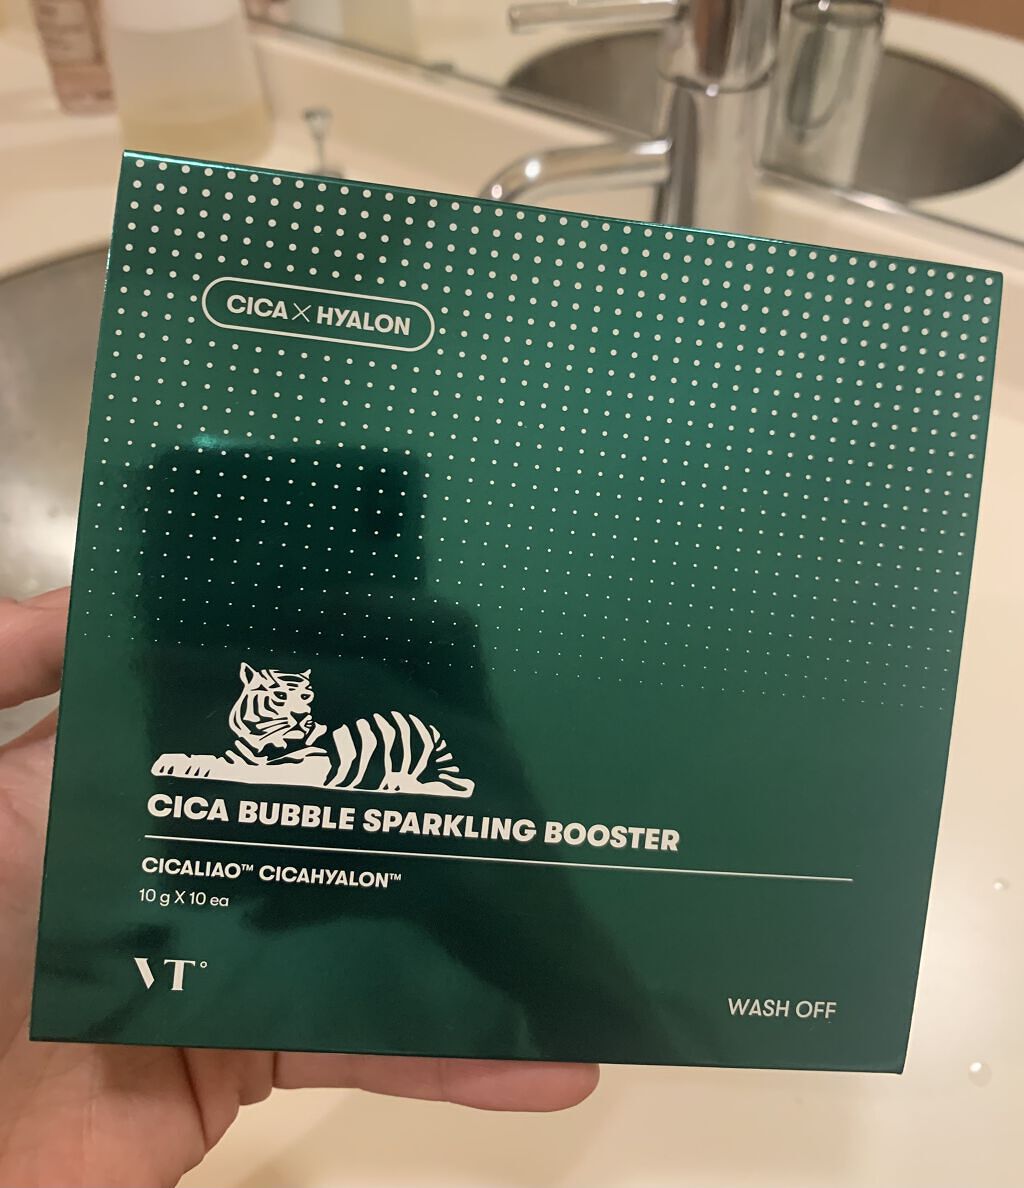 CICA×HYALON
CICA BUBBLE SPARKLING BOOSTER
CICALIAO™ CICAHYALON™
10 g X 10 ea
VT°
WASH OFF